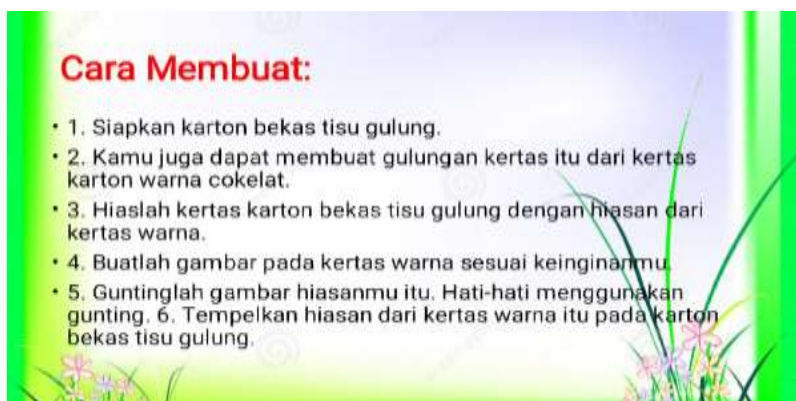 Cara Membuat:
• 1. Siapkan karton bekas tisu gulung.
• 2. Kamu juga dapat membuat gulungan kertas itu dari kertas
karton warna cokelat.
• 3. Hiaslah kertas karton bekas tisu gulung dengan hiasan dari
kertas warna.
• 4. Buatlah gambar pada kertas warna sesuai keinginanmu.
• 5. Guntinglah gambar hiasanmu itu. Hati-hati menggunakan
gunting. 6. Tempelkan hiasan dari kertas warna itu pada karton
bekas tisu gulung.